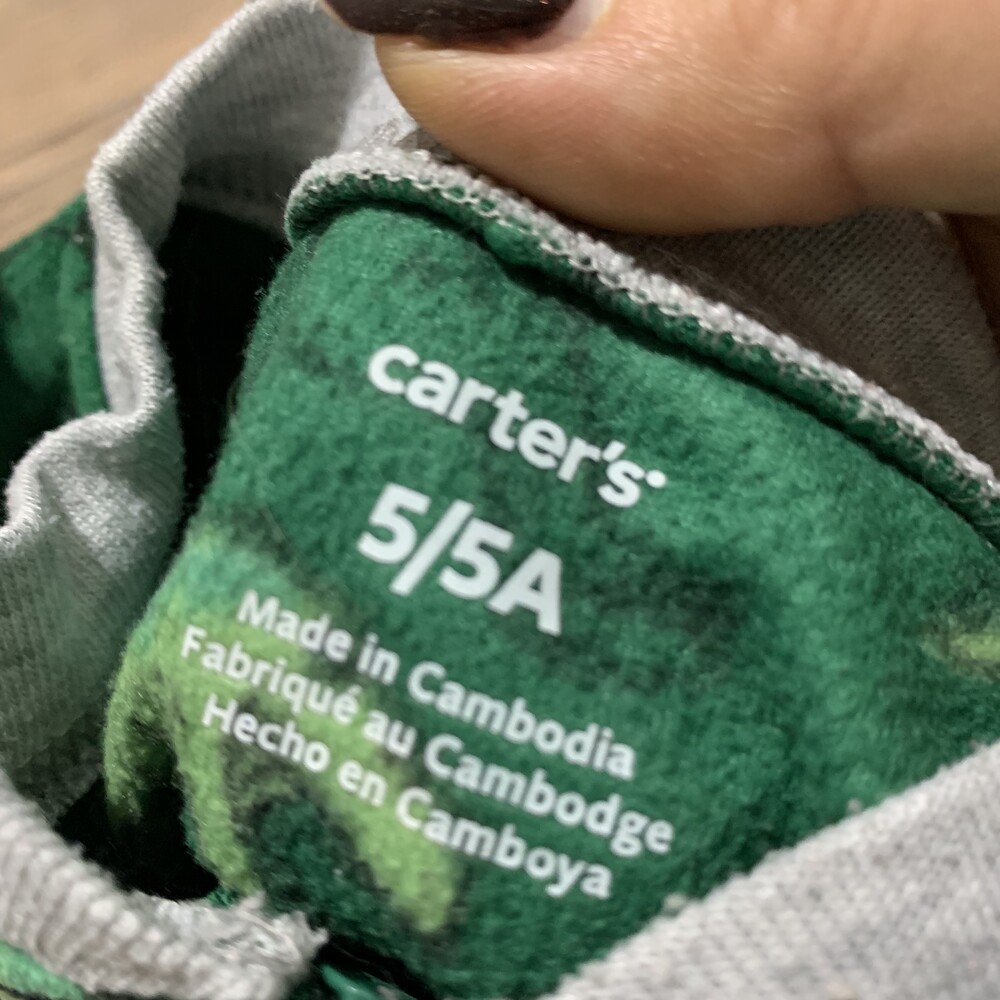 carter's
5/5A
Made in Cambodia
Fabriqué au Cambodge
Hecho en Camboya